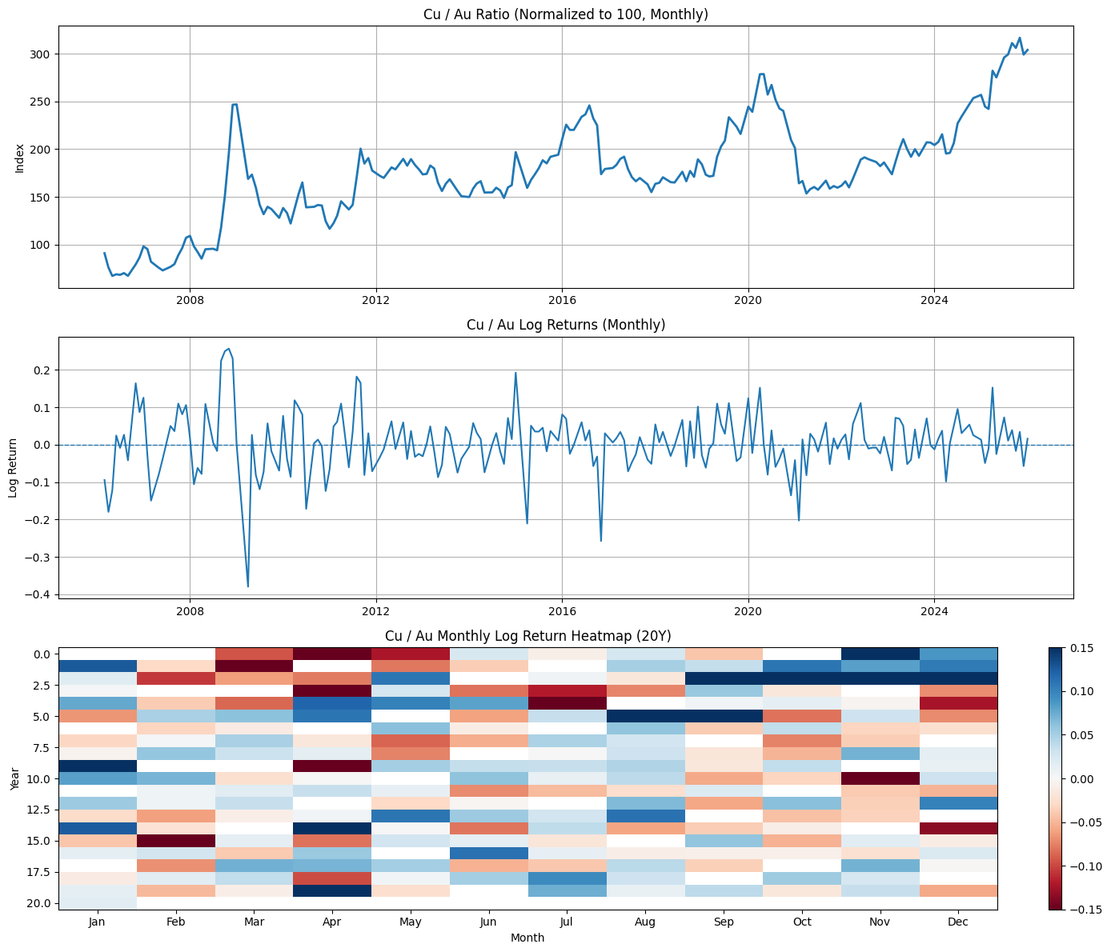 Cu / Au Ratio (Normalized to 100, Monthly)
300
250
200
150
100
Index
2008 2012 2016 2020 2024
Cu / Au Log Returns (Monthly)
0.2
0.1
0.0
−0.1
−0.2
−0.3
−0.4
Log Return
2008 2012 2016 2020 2024
Cu / Au Monthly Log Return Heatmap (20Y)
0.0
2.5
5.0
7.5
10.0
12.5
15.0
17.5
20.0
Year
Jan Feb Mar Apr May Jun Jul Aug Sep Oct Nov Dec
Month
0.15
0.10
0.05
0.00
−0.05
−0.10
−0.15